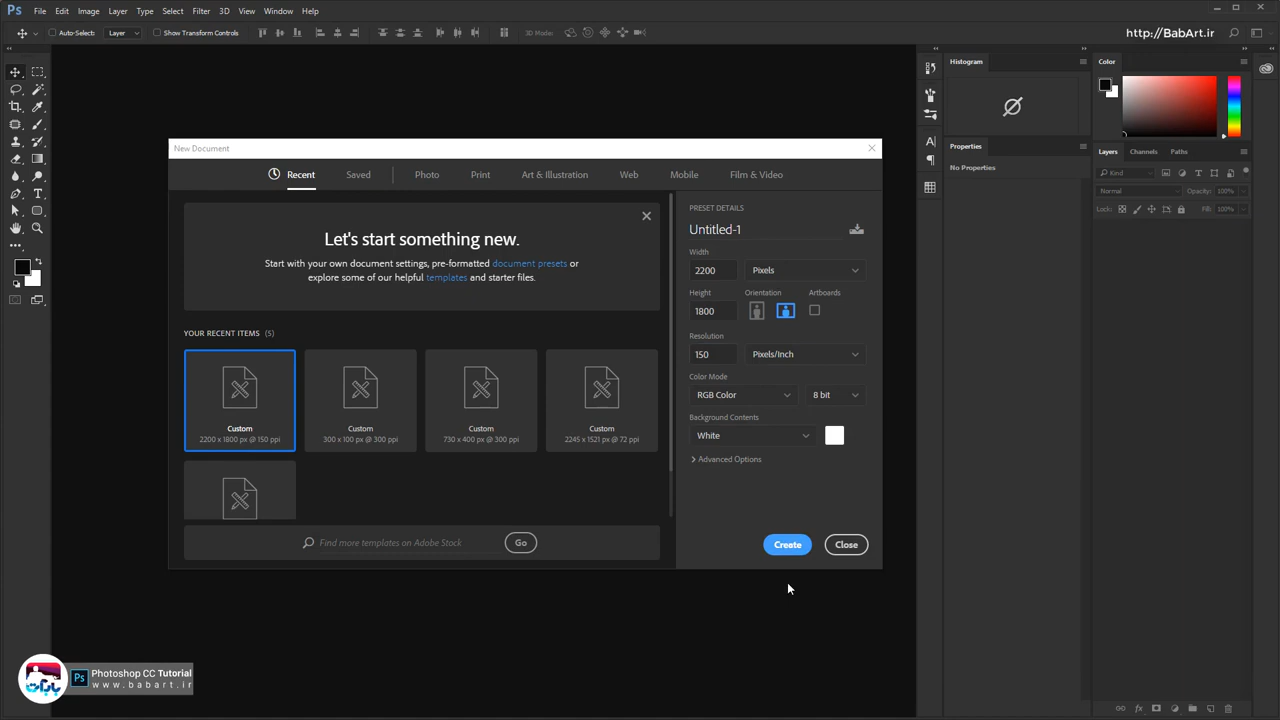 Ps File Edit Image Layer Type Select Filter 3D View Window Help
Auto-Select: Layer Show Transform Controls 3D Mode: http://BabArt.ir
Histogram
Color
Properties
No Properties
Layers Channels Paths
Kind
Normal Opacity: 100%
Lock: Fill: 100%
New Document
Recent Saved Photo Print Art & Illustration Web Mobile Film & Video
Let's start something new.
Start with your own document settings, pre-formatted document presets or
explore some of our helpful templates and starter files.
YOUR RECENT ITEMS (5)
Custom
2200 x 1800 px @ 150 ppi
Custom
300 x 100 px @ 300 ppi
Custom
730 x 400 px @ 300 ppi
Custom
2245 x 1521 px @ 72 ppi
Find more templates on Adobe Stock Go
PRESET DETAILS
Untitled-1
Width
2200 Pixels
Height Orientation Artboards
1800
Resolution
150 Pixels/Inch
Color Mode
RGB Color 8 bit
Background Contents
White
Advanced Options
Create Close
باب‌آرت
Ps Photoshop CC Tutorial
www.babart.ir